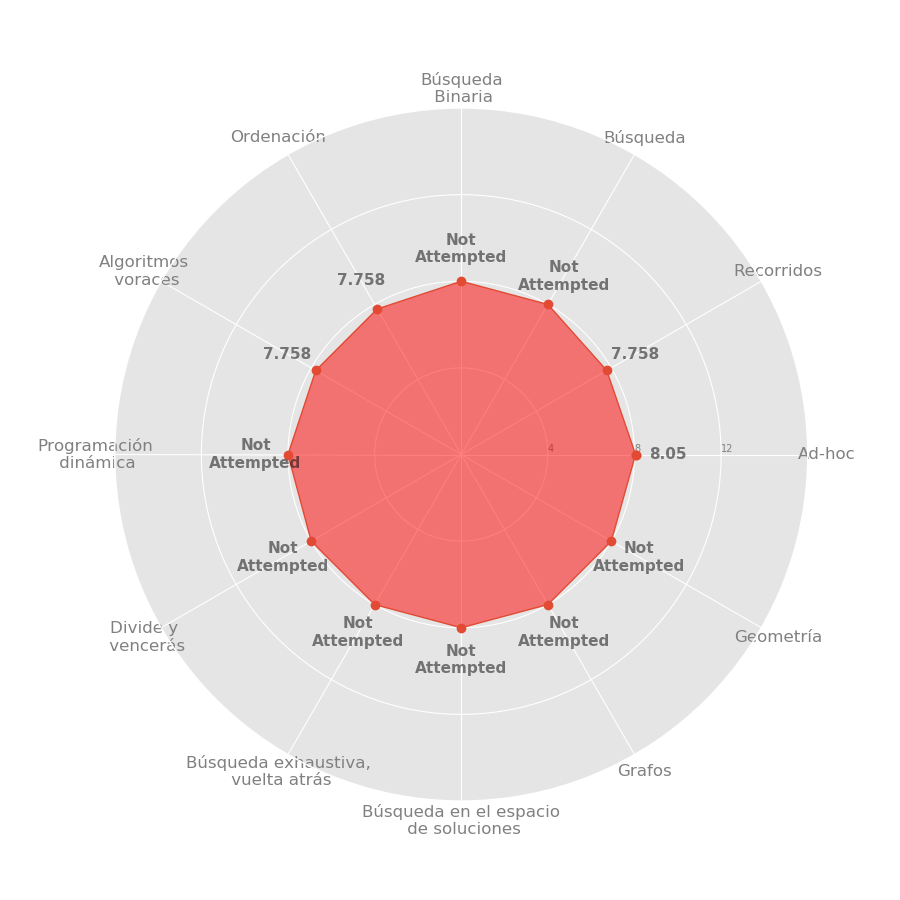 Búsqueda
Binaria
Ordenación
Búsqueda
Not
Attempted
Not
Attempted
Algoritmos
voraces
7.758
Recorridos
7.758
7.758
Programación
dinámica
Not
Attempted
4
8
12
8.05
Ad-hoc
Not
Attempted
Not
Attempted
Divide y
vencerás
Not
Attempted
Not
Attempted
Not
Attempted
Geometría
Búsqueda exhaustiva,
vuelta atrás
Grafos
Búsqueda en el espacio
de soluciones